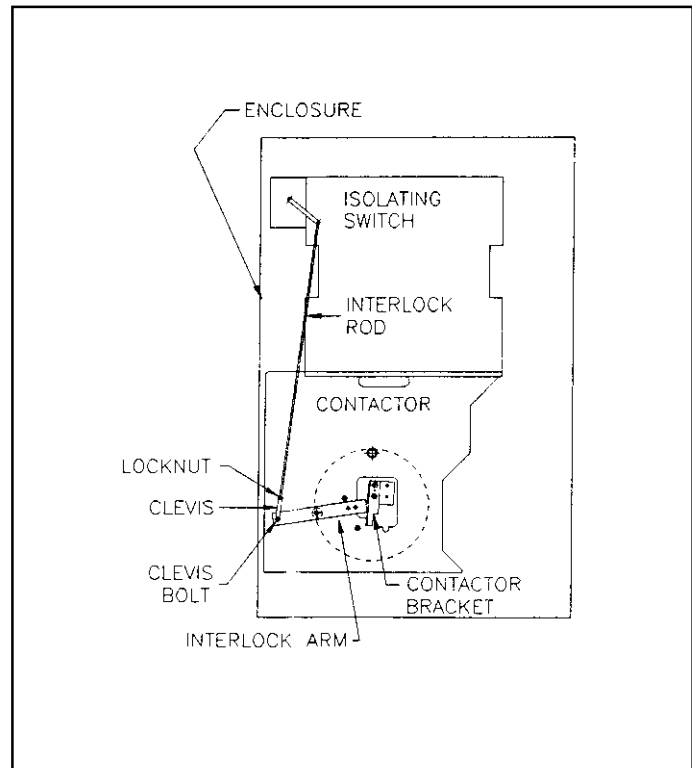 ENCLOSURE
ISOLATING
SWITCH
INTERLOCK
ROD
CONTACTOR
LOCKNUT
CLEVIS
CLEVIS
BOLT
CONTACTOR
BRACKET
INTERLOCK ARM